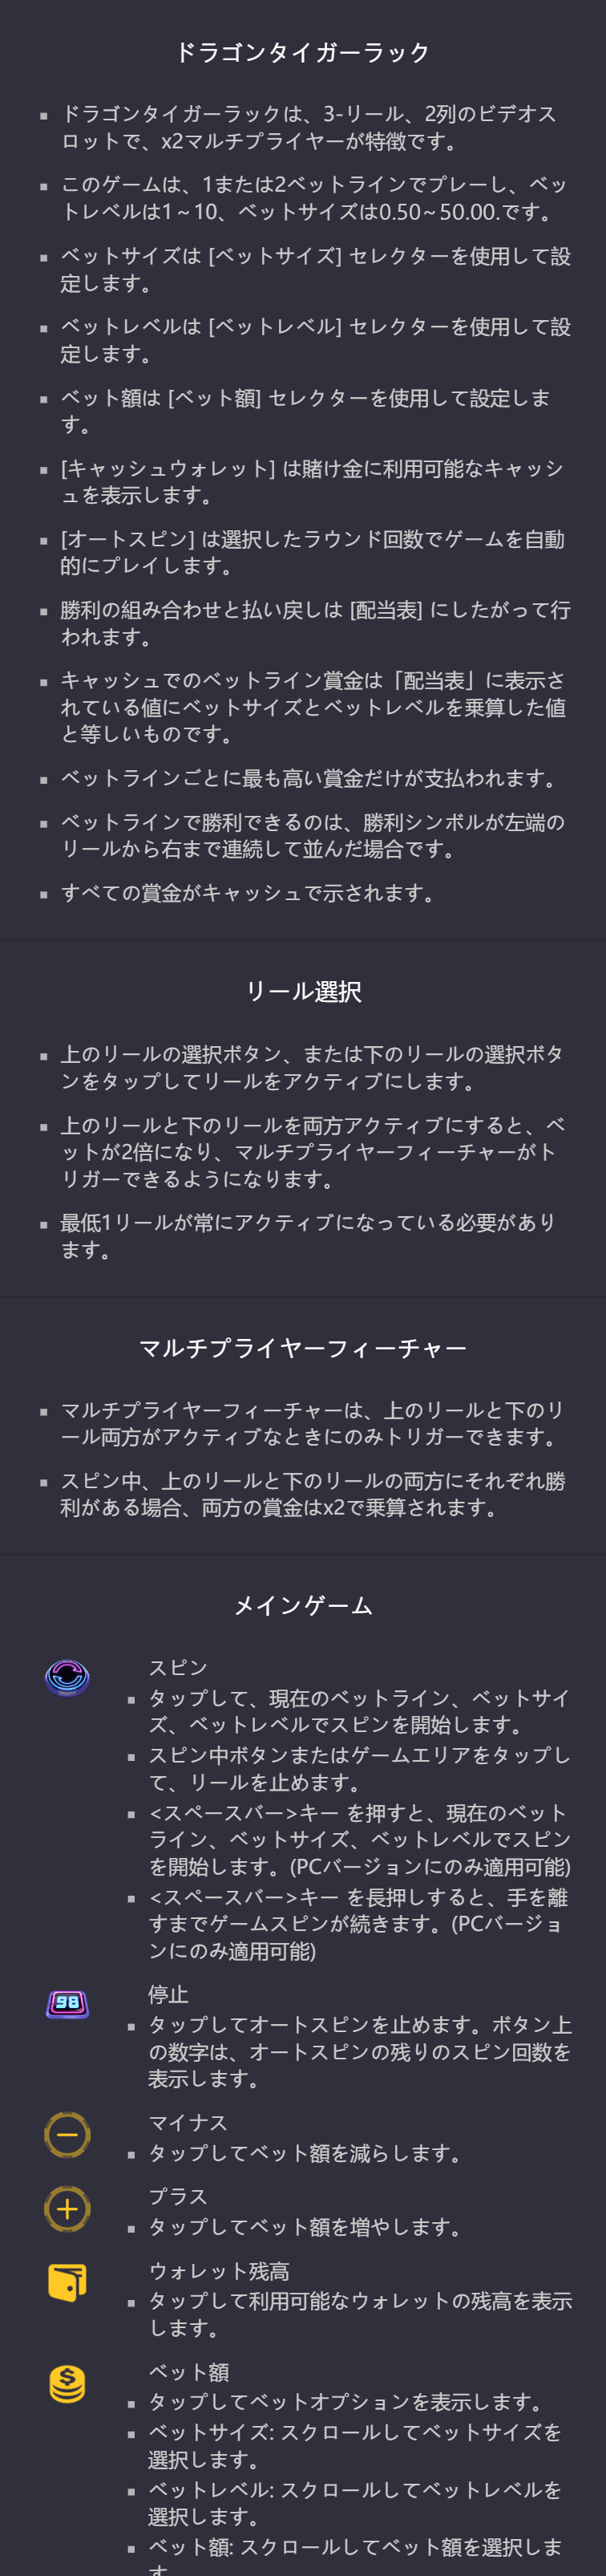 ドラゴンタイガーラック
▪ ドラゴンタイガーラックは、3-リール、2列のビデオス
ロットで、x2マルチプライヤーが特徴です。
▪ このゲームは、1または2ベットラインでプレーし、ベッ
トレベルは1～10、ベットサイズは0.50～50.00.です。
▪ ベットサイズは [ベットサイズ] セレクターを使用して設
定します。
▪ ベットレベルは [ベットレベル] セレクターを使用して設
定します。
▪ ベット額は [ベット額] セレクターを使用して設定しま
す。
▪ [キャッシュウォレット] は賭け金に利用可能なキャッシ
ュを表示します。
▪ [オートスピン] は選択したラウンド回数でゲームを自動
的にプレイします。
▪ 勝利の組み合わせと払い戻しは [配当表] にしたがって行
われます。
▪ キャッシュでのベットライン賞金は「配当表」に表示さ
れている値にベットサイズとベットレベルを乗算した値
と等しいものです。
▪ ベットラインごとに最も高い賞金だけが支払われます。
▪ ベットラインで勝利できるのは、勝利シンボルが左端の
リールから右まで連続して並んだ場合です。
▪ すべての賞金がキャッシュで示されます。
リール選択
▪ 上のリールの選択ボタン、または下のリールの選択ボタ
ンをタップしてリールをアクティブにします。
▪ 上のリールと下のリールを両方アクティブにすると、ベ
ットが2倍になり、マルチプライヤーフィーチャーがト
リガーできるようになります。
▪ 最低1リールが常にアクティブになっている必要があり
ます。
マルチプライヤーフィーチャー
▪ マルチプライヤーフィーチャーは、上のリールと下のリ
ール両方がアクティブなときにのみトリガーできます。
▪ スピン中、上のリールと下のリールの両方にそれぞれ勝
利がある場合、両方の賞金はx2で乗算されます。
メインゲーム
スピン
▪ タップして、現在のベットライン、ベットサイ
ズ、ベットレベルでスピンを開始します。
▪ スピン中ボタンまたはゲームエリアをタップし
て、リールを止めます。
▪ <スペースバー>キー を押すと、現在のベット
ライン、ベットサイズ、ベットレベルでスピン
を開始します。(PCバージョンにのみ適用可能)
▪ <スペースバー>キー を長押しすると、手を離
すまでゲームスピンが続きます。(PCバージョ
ンにのみ適用可能)
98
停止
▪ タップしてオートスピンを止めます。ボタン上
の数字は、オートスピンの残りのスピン回数を
表示します。
マイナス
▪ タップしてベット額を減らします。
プラス
▪ タップしてベット額を増やします。
ウォレット残高
▪ タップして利用可能なウォレットの残高を表示
します。
ベット額
▪ タップしてベットオプションを表示します。
▪ ベットサイズ: スクロールしてベットサイズを
選択します。
▪ ベットレベル: スクロールしてベットレベルを
選択します。
▪ ベット額: スクロールしてベット額を選択しま
す